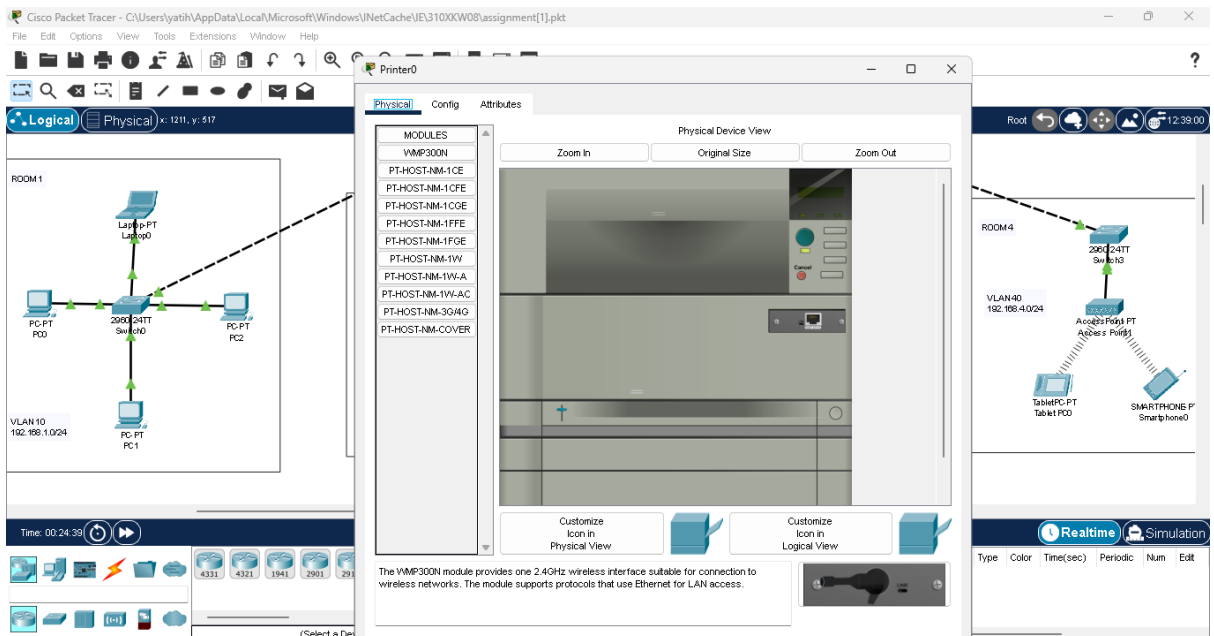 Cisco Packet Tracer - C:\Users\yatih\AppData\Local\Microsoft\Windows\INetCache\IE\310XKW08\assignment[1].pkt
File Edit Options View Tools Extensions Window Help
Printer0
Physical Config Attributes
Logical Physical x: 1211, y: 517
Root 12:39:00
MODULES
WMP300N
PT-HOST-NM-1CE
PT-HOST-NM-1CFE
PT-HOST-NM-1CGE
PT-HOST-NM-1FFE
PT-HOST-NM-1FGE
PT-HOST-NM-1W
PT-HOST-NM-1W-A
PT-HOST-NM-1W-AC
PT-HOST-NM-3G/4G
PT-HOST-NM-COVER
Physical Device View
Zoom In Original Size Zoom Out
Cancel
Customize
Icon in
Physical View
Customize
Icon in
Logical View
The WMP300N module provides one 2.4GHz wireless interface suitable for connection to
wireless networks. The module supports protocols that use Ethernet for LAN access.
LINK
ROOM 1
Laptop-PT
Laptop0
PC-PT
PC0
2960-24TT
Switch0
PC-PT
PC2
VLAN 10
192.168.1.0/24
PC-PT
PC1
ROOM 4
2960-24TT
Switch3
VLAN 40
192.168.4.0/24
Access Point-PT
Access Point1
TabletPC-PT
Tablet PC0
SMARTPHONE-P
Smartphone0
Time: 00:24:39
Realtime Simulation
4331 4321 1941 2901 291
(Select a De
Type Color Time(sec) Periodic Num Edit